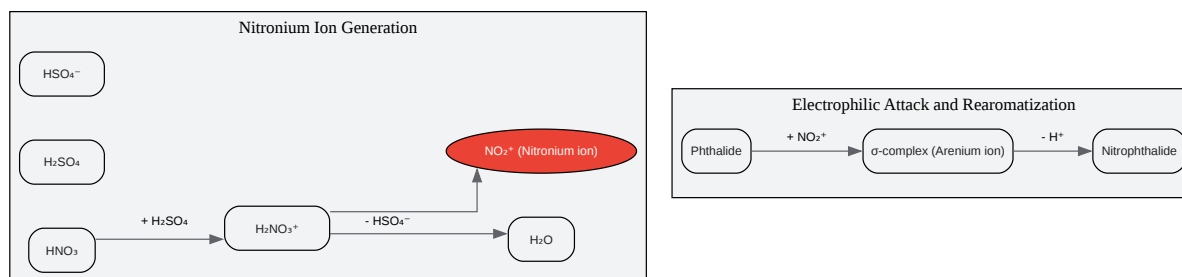 Nitronium Ion Generation
HSO₄⁻
H₂SO₄
NO₂⁺ (Nitronium ion)
+ H₂SO₄
H₂NO₃⁺
- HSO₄⁻
HNO₃
H₂O
Electrophilic Attack and Rearomatization
Phthalide
+ NO₂⁺
σ-complex (Arenium ion)
- H⁺
Nitrophthalide